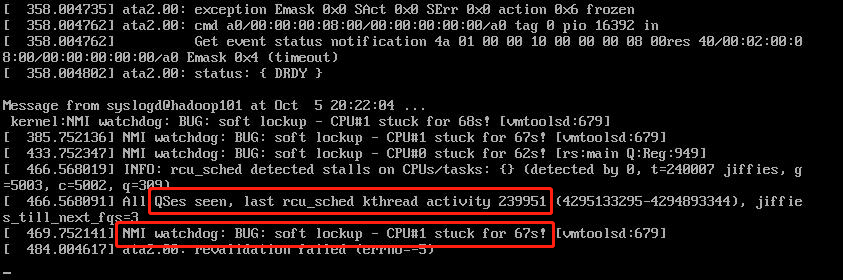 [  358.004735] ata2.00: exception Emask 0x0 SAct 0x0 SErr 0x0 action 0x6 frozen
[  358.004762] ata2.00: cmd a0/00:00:00:08:00/00:00:00:00:00/a0 tag 0 pio 16392 in
[  358.004762]          Get event status notification 4a 01 00 00 10 00 00 00 08 00res 40/00:02:00:0
8:00/00:00:00:00:00/a0 Emask 0x4 (timeout)
[  358.004802] ata2.00: status: { DRDY }
Message from syslogd@hadoop101 at Oct  5 20:22:04 ...
 kernel:NMI watchdog: BUG: soft lockup - CPU#1 stuck for 68s! [vmtoolsd:679]
[  385.752136] NMI watchdog: BUG: soft lockup - CPU#1 stuck for 67s! [vmtoolsd:679]
[  433.752347] NMI watchdog: BUG: soft lockup - CPU#0 stuck for 62s! [rs:main Q:Reg:949]
[  466.568019] INFO: rcu_sched detected stalls on CPUs/tasks: {} (detected by 0, t=240007 jiffies, g
=5003, c=5002, q=309)
[  466.568091] All QSes seen, last rcu_sched kthread activity 239951 (4295133295-4294893344), jiffie
s_till_next_fqs=3
[  469.752141] NMI watchdog: BUG: soft lockup - CPU#1 stuck for 67s! [vmtoolsd:679]
[  484.004617] ata2.00: revalidation failed (errno=-5)